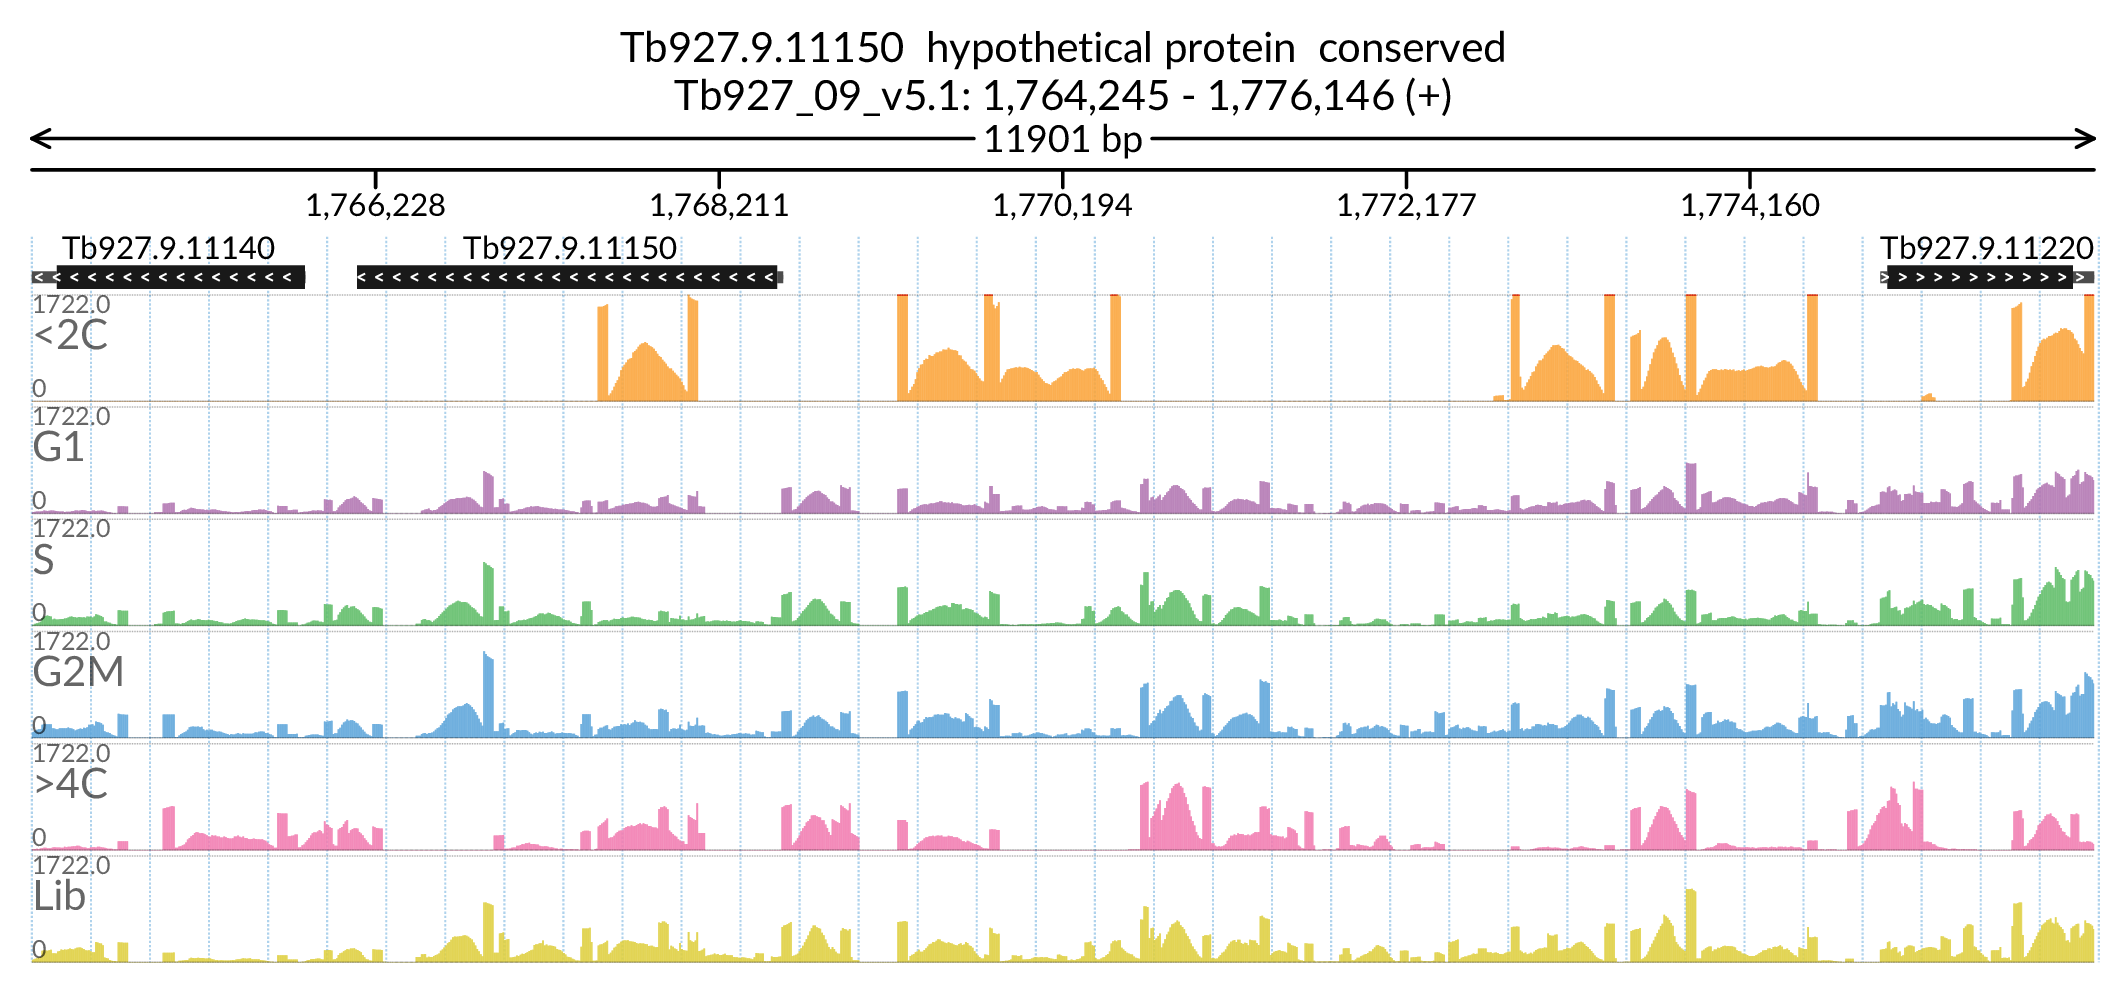 Tb927.9.11150 hypothetical protein conserved
Tb927_09_v5.1: 1,764,245 - 1,776,146 (+)
11901 bp
1,766,228 1,768,211 1,770,194 1,772,177 1,774,160
Tb927.9.11140 Tb927.9.11150 Tb927.9.11220
1722.0
<2C
0
1722.0
G1
0
1722.0
S
0
1722.0
G2M
0
1722.0
>4C
0
1722.0
Lib
0